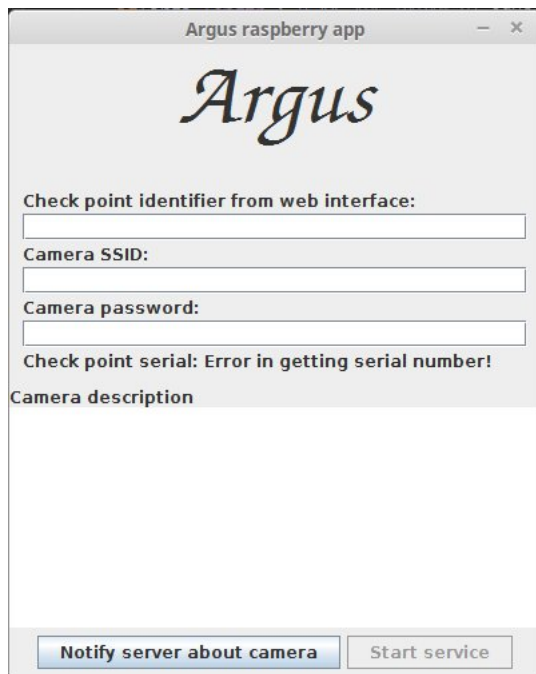 Argus raspberry app
Argus
Check point identifier from web interface:
Camera SSID:
Camera password:
Check point serial: Error in getting serial number!
Camera description
Notify server about camera Start service